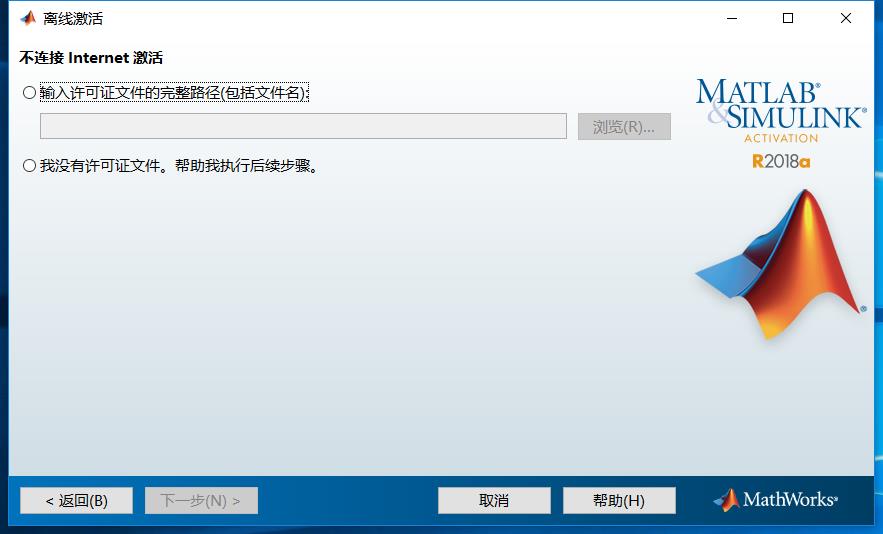 离线激活
不连接 Internet 激活
输入许可证文件的完整路径(包括文件名):
浏览(R)...
我没有许可证文件。帮助我执行后续步骤。
MATLAB®
&SIMULINK®
ACTIVATION
R2018a
®
< 返回(B)
下一步(N) >
取消
帮助(H)
MathWorks®